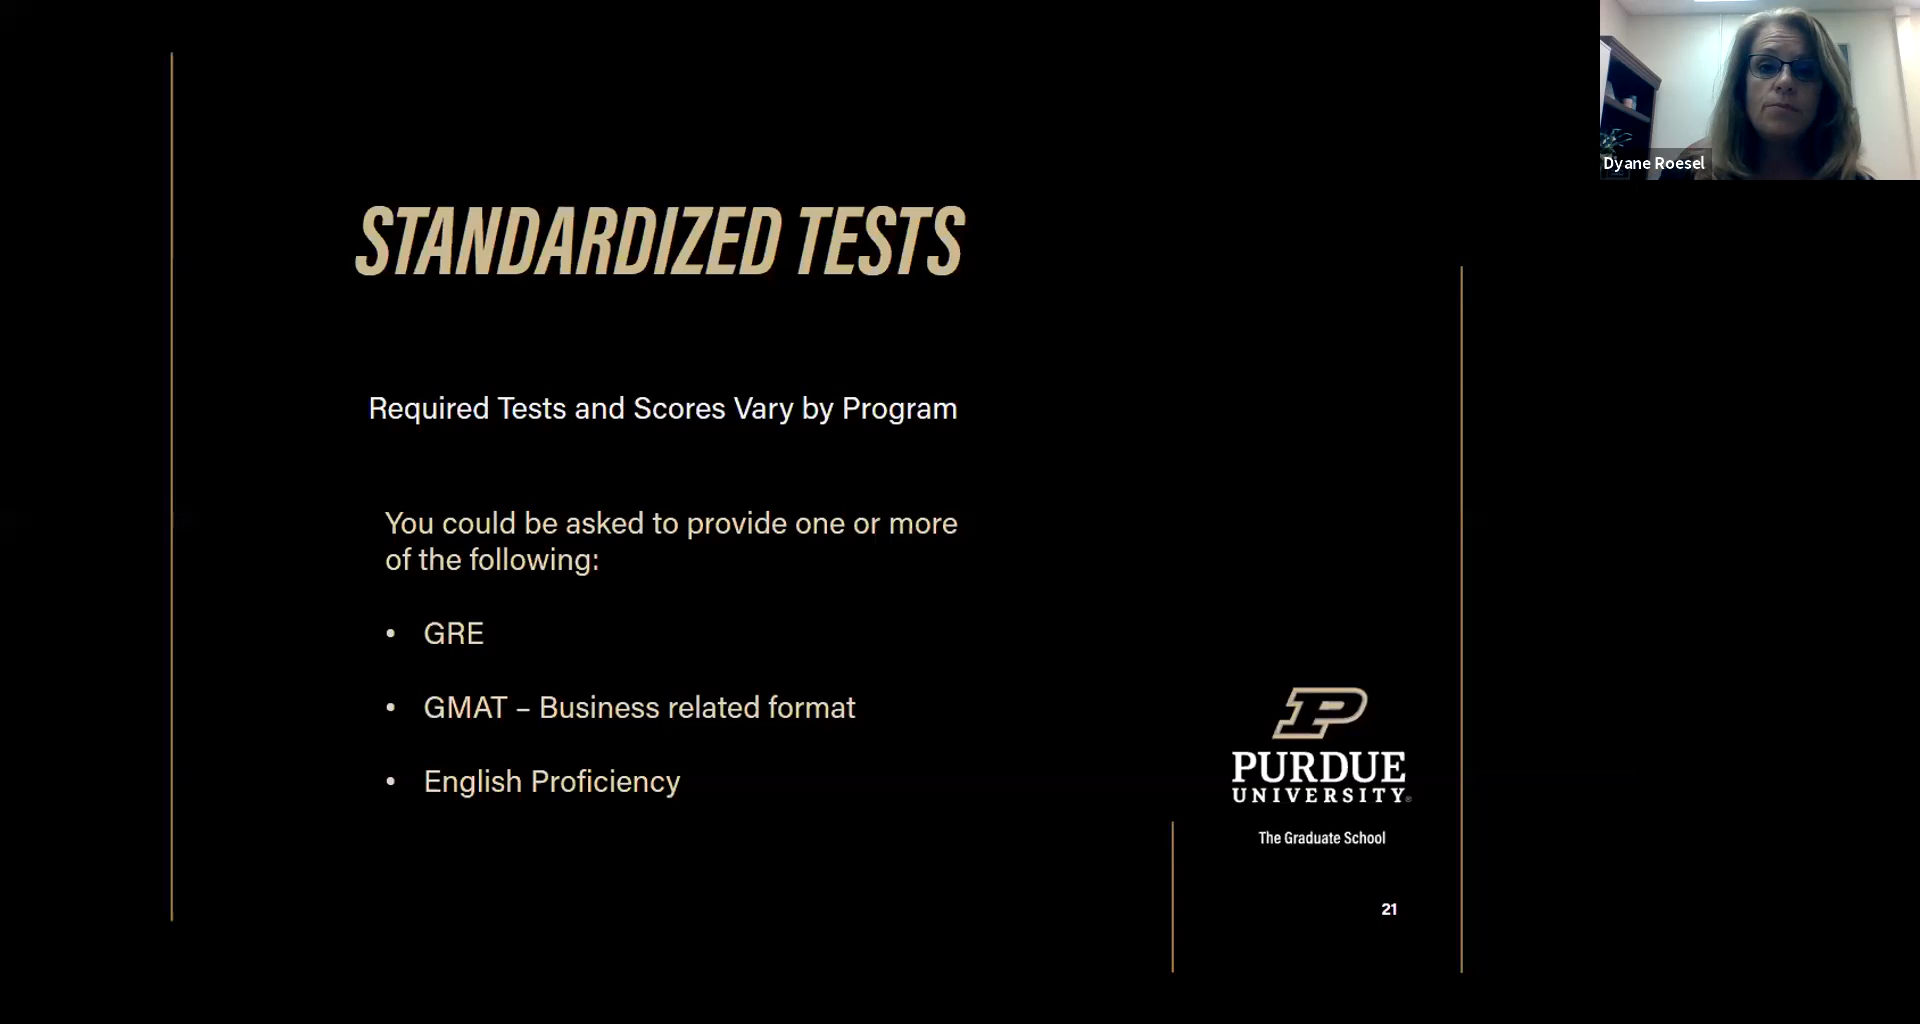 Dyane Roesel
STANDARDIZED TESTS
Required Tests and Scores Vary by Program
You could be asked to provide one or more
of the following:
• GRE
• GMAT – Business related format
• English Proficiency
P
PURDUE
UNIVERSITY®
The Graduate School
21